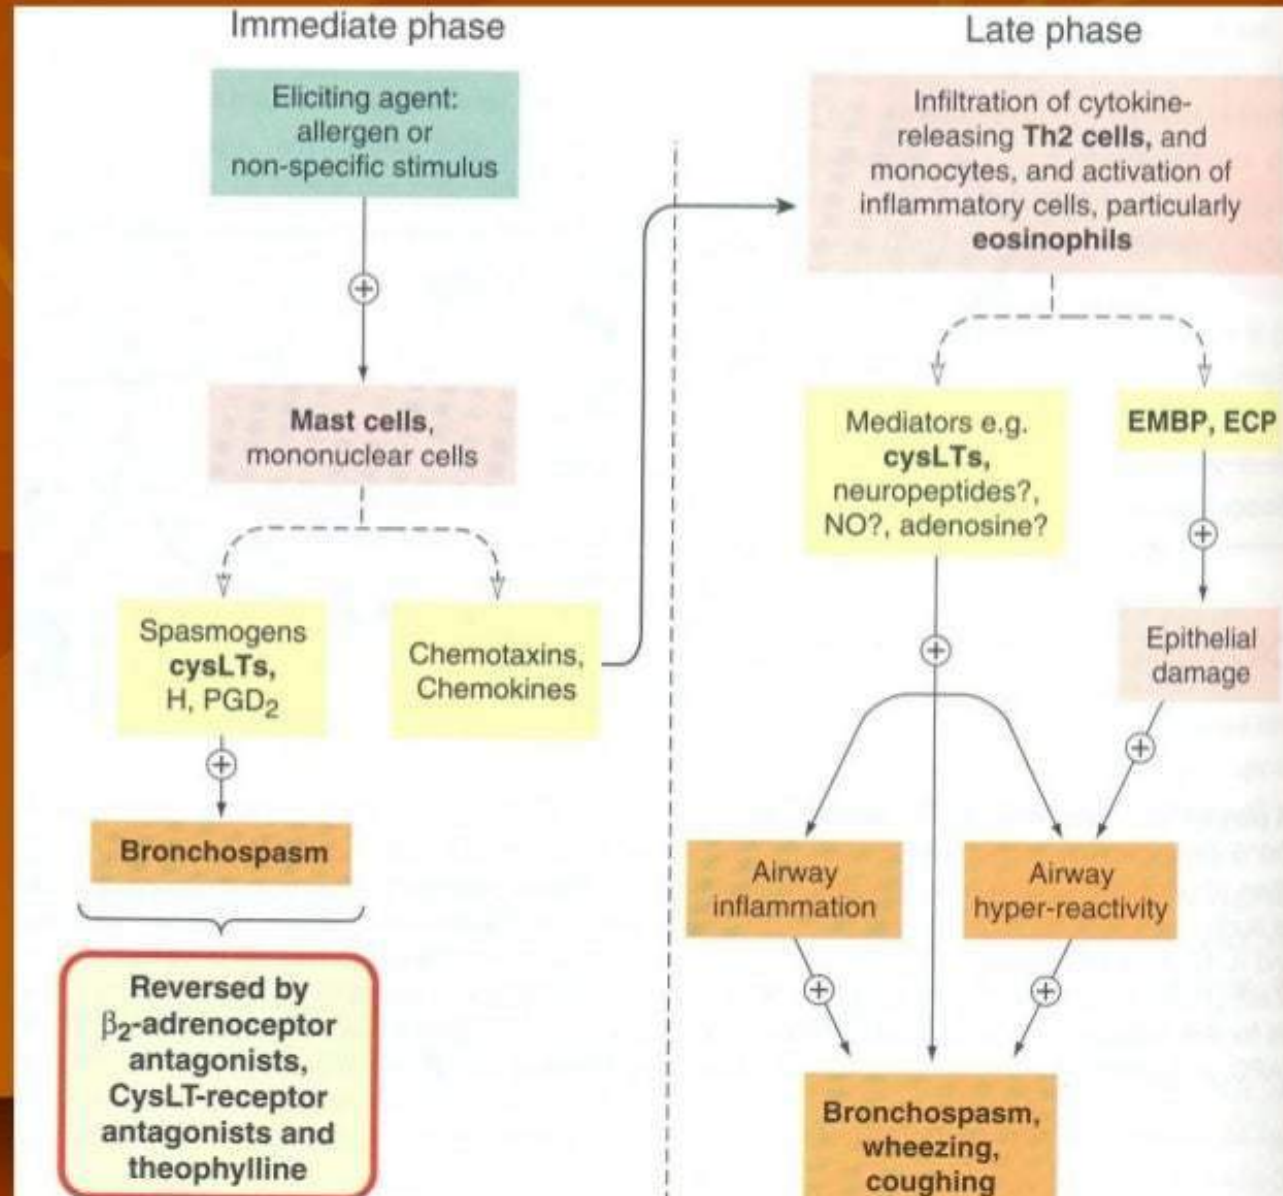 Immediate phase
Eliciting agent:
allergen or
non-specific stimulus
+
Mast cells,
mononuclear cells
Spasmogens
cysLTs,
H, PGD2
Chemotaxins,
Chemokines
+
Bronchospasm
Reversed by
β2-adrenoceptor
antagonists,
CysLT-receptor
antagonists and
theophylline
Late phase
Infiltration of cytokine-
releasing Th2 cells, and
monocytes, and activation of
inflammatory cells, particularly
eosinophils
Mediators e.g.
cysLTs,
neuropeptides?,
NO?, adenosine?
EMBP, ECP
+
+
Epithelial
damage
+
Airway
inflammation
Airway
hyper-reactivity
+
+
Bronchospasm,
wheezing,
coughing